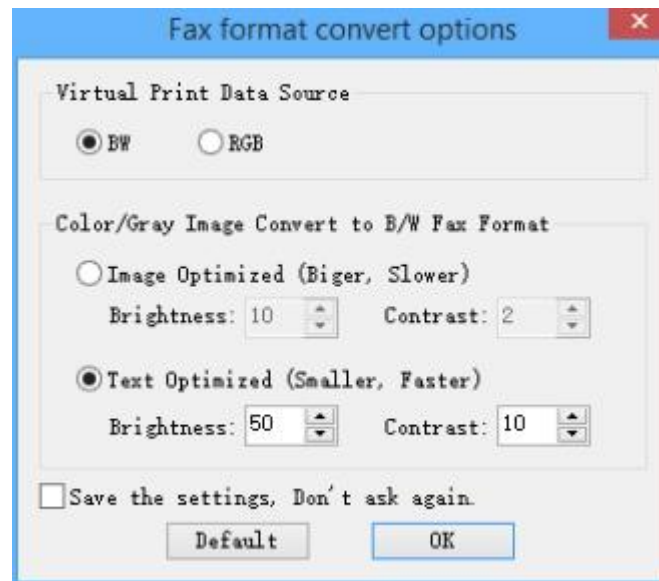 Fax format convert options
Virtual Print Data Source
BW RGB
Color/Gray Image Convert to B/W Fax Format
Image Optimized (Biger, Slower)
Brightness: 10 Contrast: 2
Text Optimized (Smaller, Faster)
Brightness: 50 Contrast: 10
Save the settings, Don't ask again.
Default OK